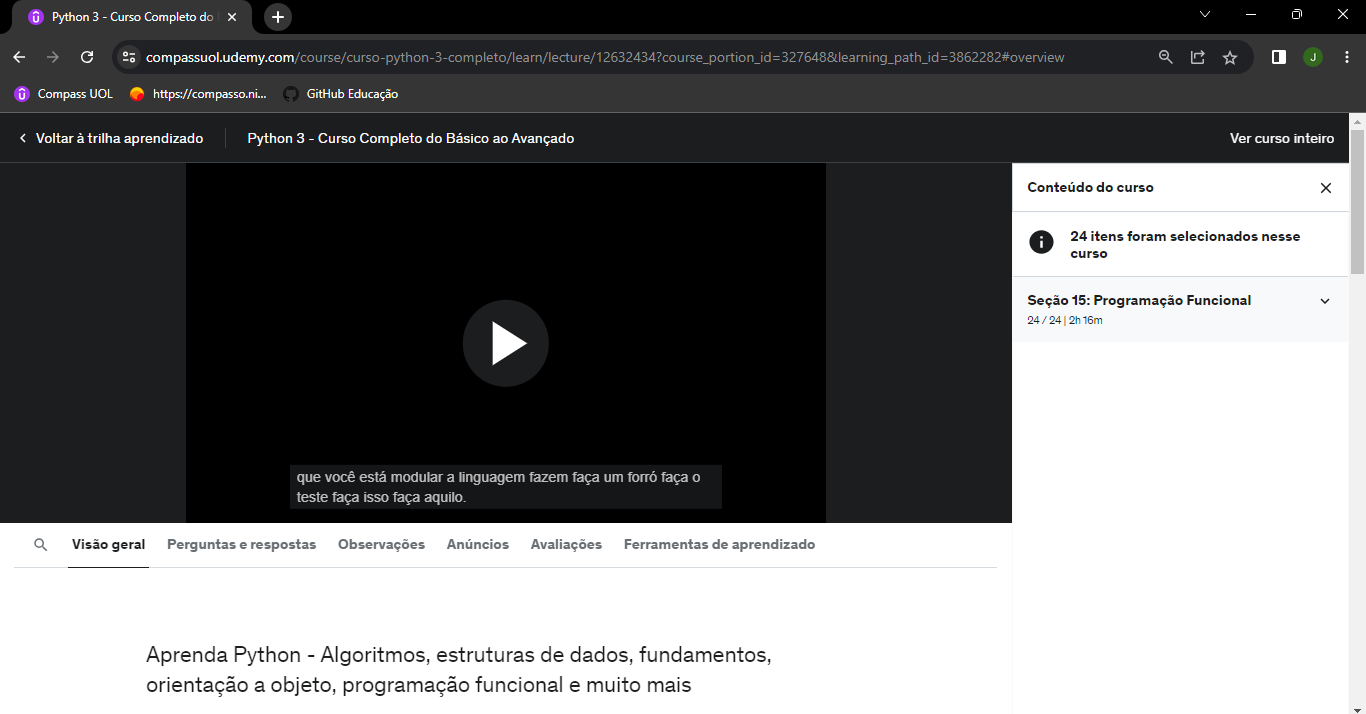 Python 3 - Curso Completo do
compassuol.udemy.com/course/curso-python-3-completo/learn/lecture/12632434?course_portion_id=327648&learning_path_id=3862282#overview
J
Compass UOL
https://compasso.ni...
GitHub Educação
Voltar à trilha aprendizado
Python 3 - Curso Completo do Básico ao Avançado
Ver curso inteiro
que você está modular a linguagem fazem faça um forró faça o
teste faça isso faça aquilo.
Conteúdo do curso
24 itens foram selecionados nesse
curso
Seção 15: Programação Funcional
24 / 24 | 2h 16m
Visão geral
Perguntas e respostas
Observações
Anúncios
Avaliações
Ferramentas de aprendizado
Aprenda Python - Algoritmos, estruturas de dados, fundamentos,
orientação a objeto, programação funcional e muito mais